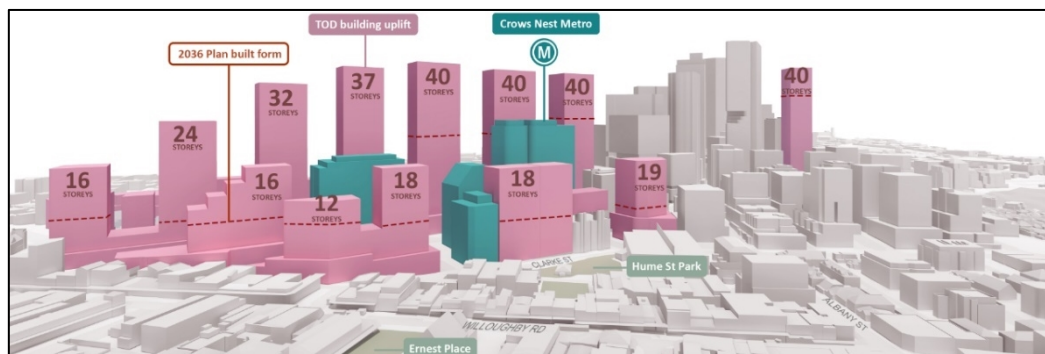 TOD building uplift
Crows Nest Metro
2036 Plan built form
M
37
STOREYS
40
STOREYS
40
STOREYS
40
STOREYS
40
STOREYS
32
STOREYS
24
STOREYS
16
STOREYS
16
STOREYS
12
STOREYS
18
STOREYS
18
STOREYS
19
STOREYS
CLARKE ST
Hume St Park
WILLOUGHBY RD
ALBANY ST
Ernest Place